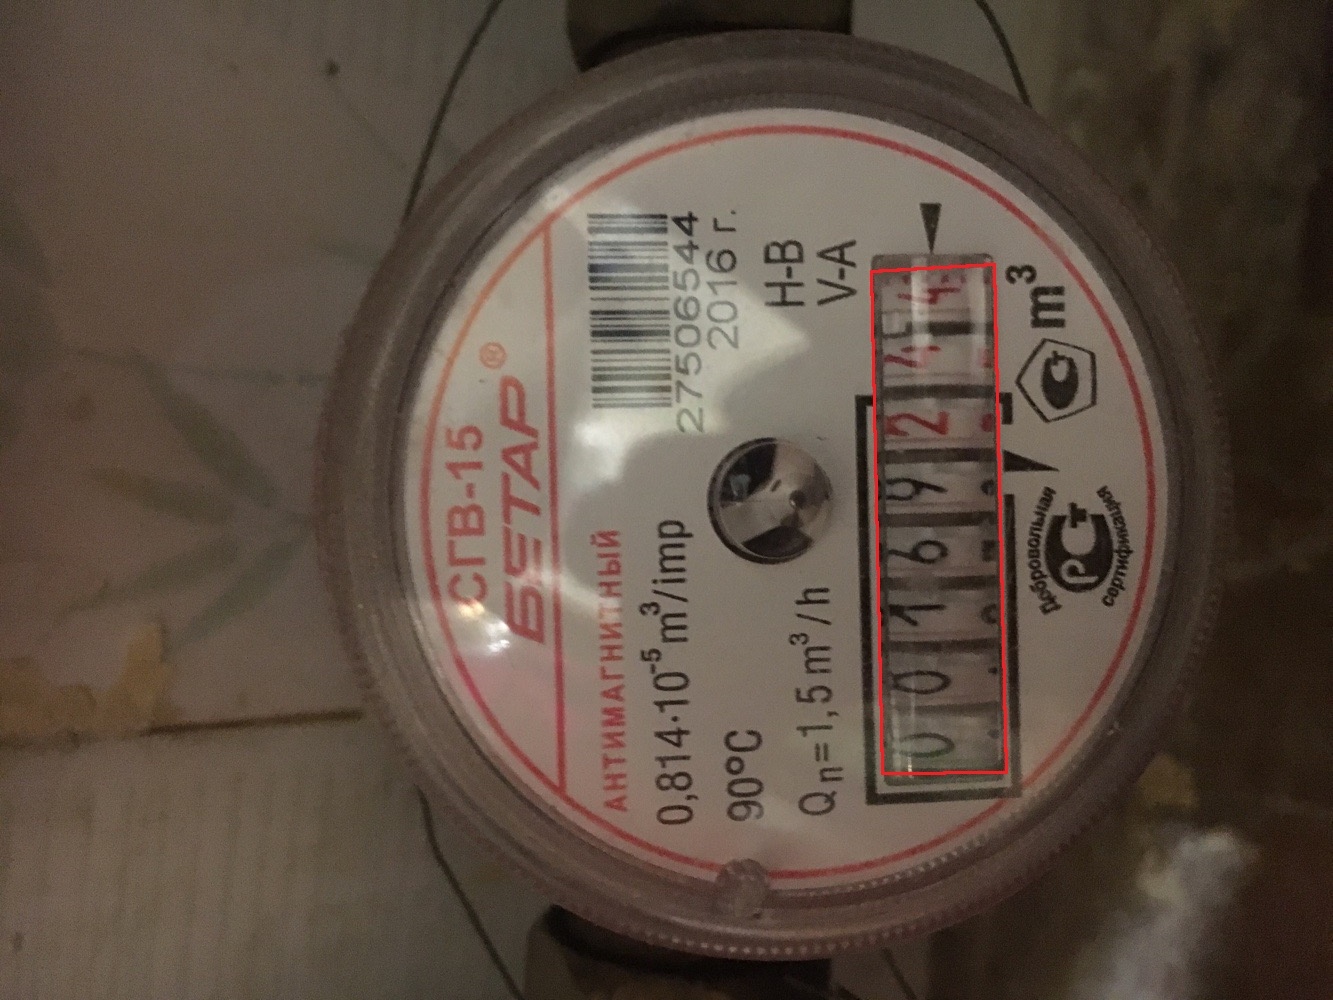 СГВ-15
БЕТАР®
АНТИМАГНИТНЫЙ
27506544
2016 г.
0,814·10⁻⁵ m³/imp
90°C
H-B
V-A
Qn=1,5 m³/h
00169244
m³
Добровольная
РСт
сертификация